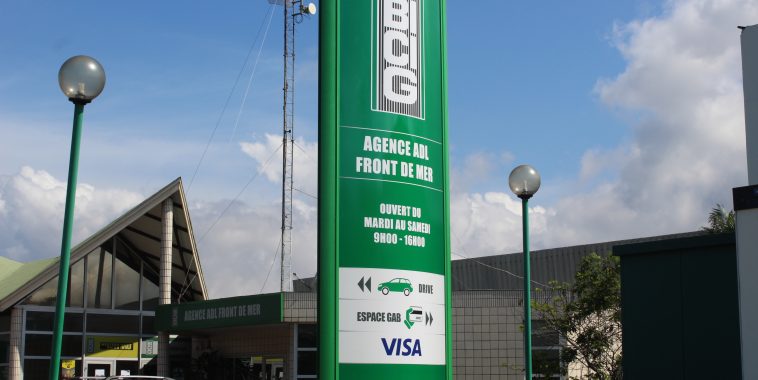 BICIG
AGENCE ADL
FRONT DE MER
OUVERT DU
MARDI AU SAMEDI
9H00 - 16H00
DRIVE
ESPACE GAB
VISA
AGENCE ADL FRONT DE MER